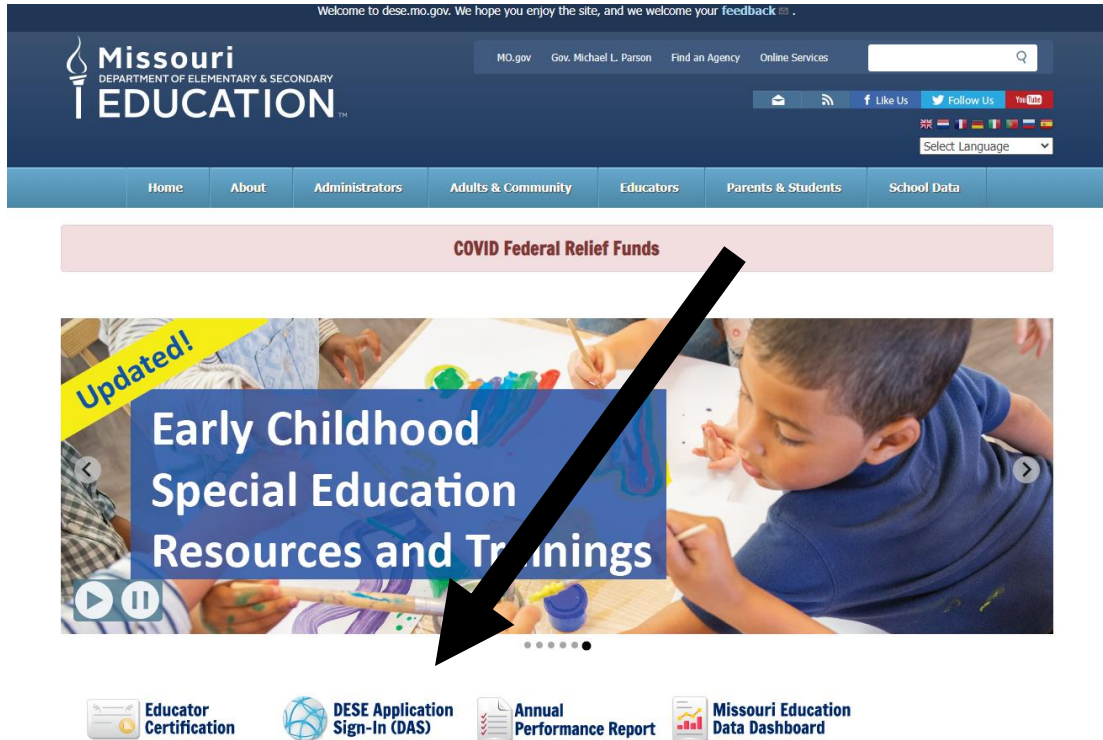 Welcome to dese.mo.gov. We hope you enjoy the site, and we welcome your feedback .
Missouri
DEPARTMENT OF ELEMENTARY & SECONDARY
EDUCATION™
MO.gov Gov. Michael L. Parson Find an Agency Online Services
Like Us Follow Us You Tube
Select Language
Home About Administrators Adults & Community Educators Parents & Students School Data
COVID Federal Relief Funds
Updated!
Early Childhood
Special Education
Resources and Trainings
Educator
Certification
DESE Application
Sign-In (DAS)
Annual
Performance Report
Missouri Education
Data Dashboard